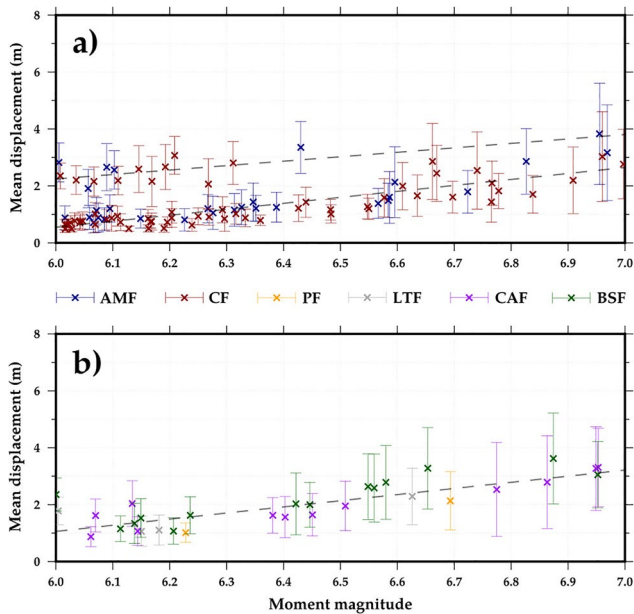 a)
Mean displacement (m)
8
6
4
2
0
6.0 6.1 6.2 6.3 6.4 6.5 6.6 6.7 6.8 6.9 7.0
AMF CF PF LTF CAF BSF
b)
Mean displacement (m)
8
6
4
2
0
6.0 6.1 6.2 6.3 6.4 6.5 6.6 6.7 6.8 6.9 7.0
Moment magnitude